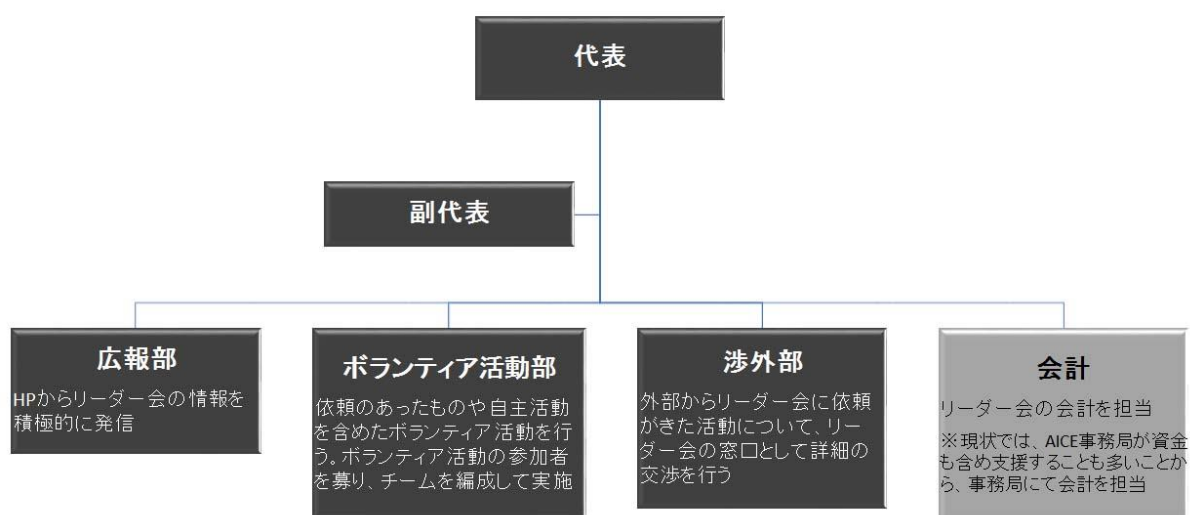 代表
副代表
広報部
HPからリーダー会の情報を
積極的に発信
ボランティア活動部
依頼のあったものや自主活動
を含めたボランティア活動を行
う。ボランティア活動の参加者
を募り、チームを編成して実施
渉外部
外部からリーダー会に依頼
がきた活動について、リー
ダー会の窓口として詳細の
交渉を行う
会計
リーダー会の会計を担当
※現状では、AICE事務局が資金
も含め支援することも多いことか
ら、事務局にて会計を担当